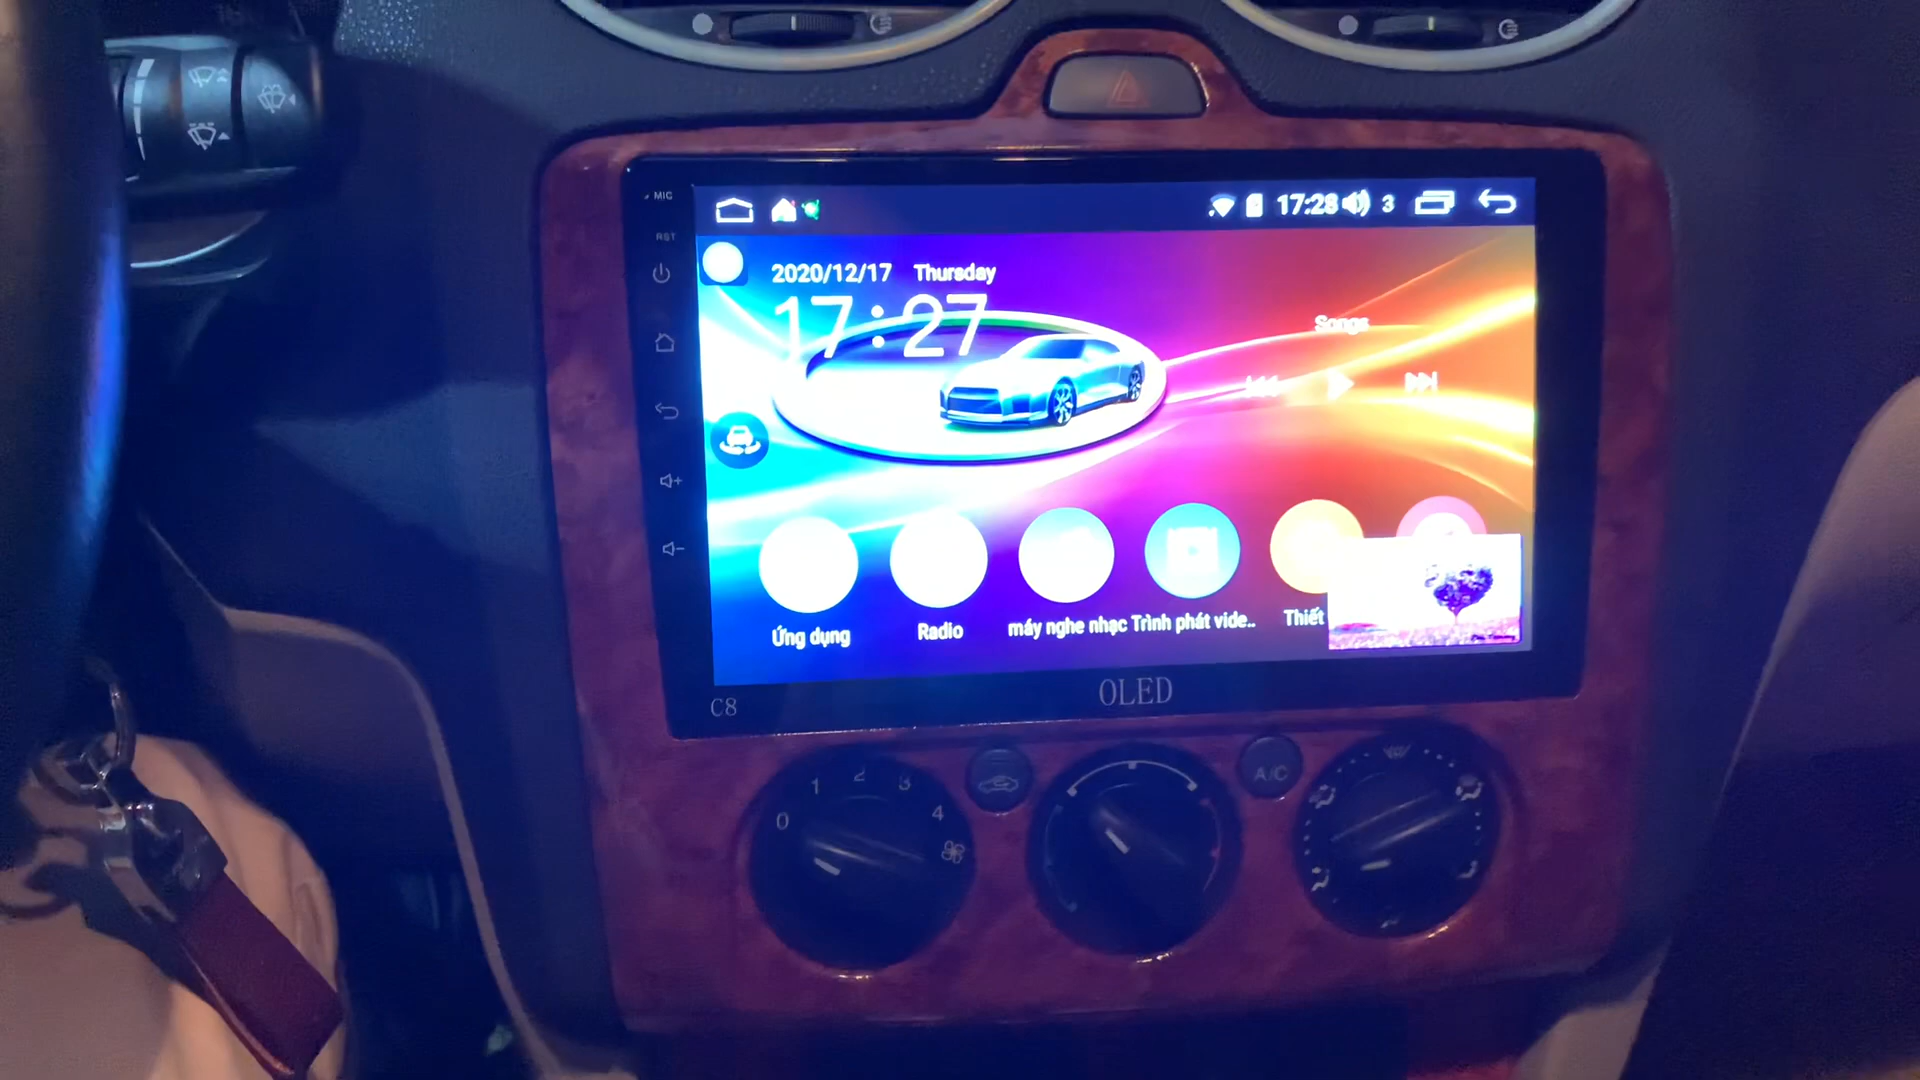 MIC
RST
17:28
3
2020/12/17 Thursday
17:27
Songs
Ứng dụng
Radio
máy nghe nhạc
Trình phát vide..
Thiết
C8
OLED
A/C
0
1
2
3
4